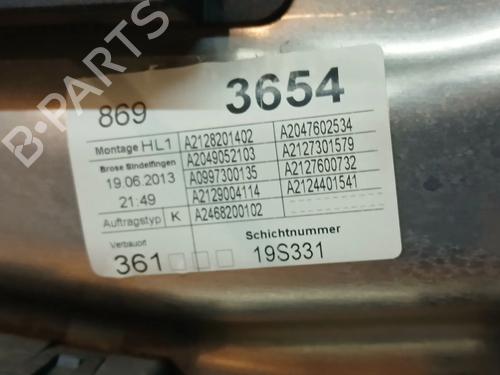 B-PARTS
869 3654
Montage HL1 A2128201402 A2047602534
Brose Sindelfingen A2049052103 A2127301579
19.06.2013 A0997300135 A2127600732
21:49 A2129004114 A2124401541
Auftragstyp K A2468200102
Verbauort Schichtnummer
361 19S331